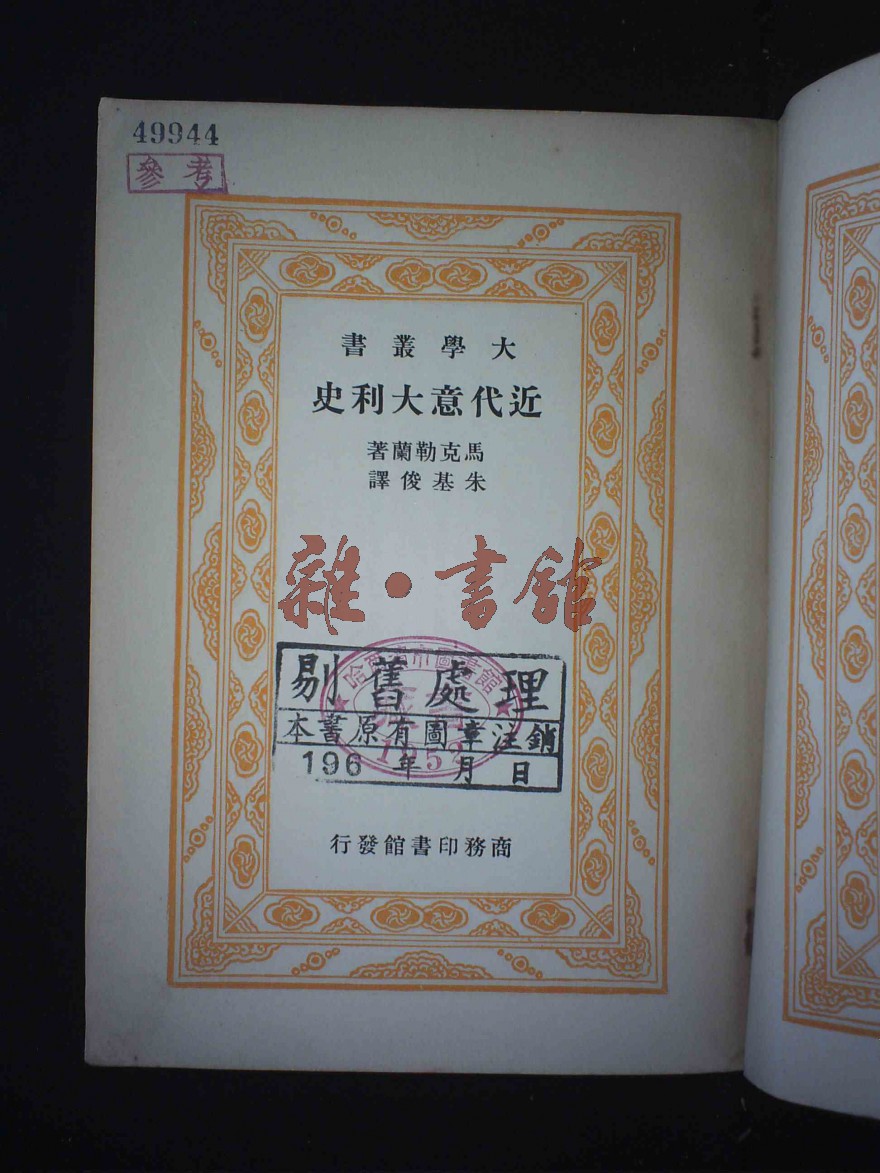 49944
參考
大學叢書
近代意大利史
馬克勒蘭著
朱基俊譯
雜·書館
剔舊處理
本書原有圖章注銷
196 年 月 日
1952
商務印書館發行